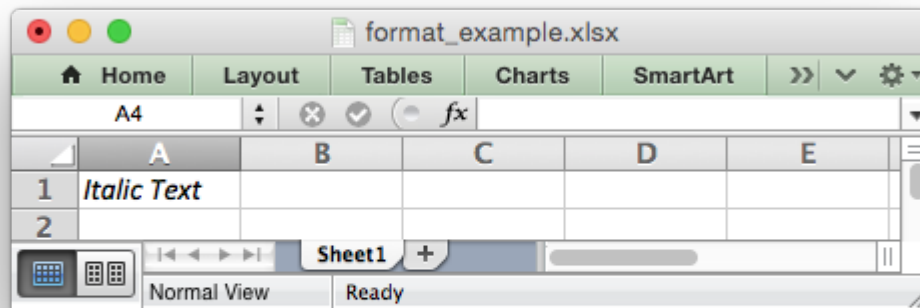 format_example.xlsx
Home Layout Tables Charts SmartArt
A4 fx
A B C D E
1 Italic Text
2
Sheet1 +
Normal View Ready